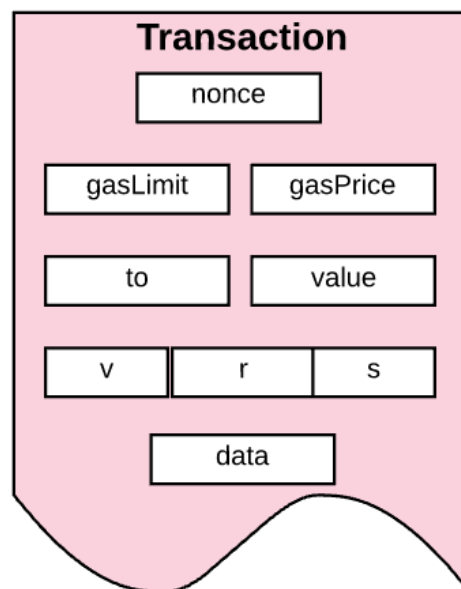 Transaction
nonce
gasLimit gasPrice
to value
v r s
data